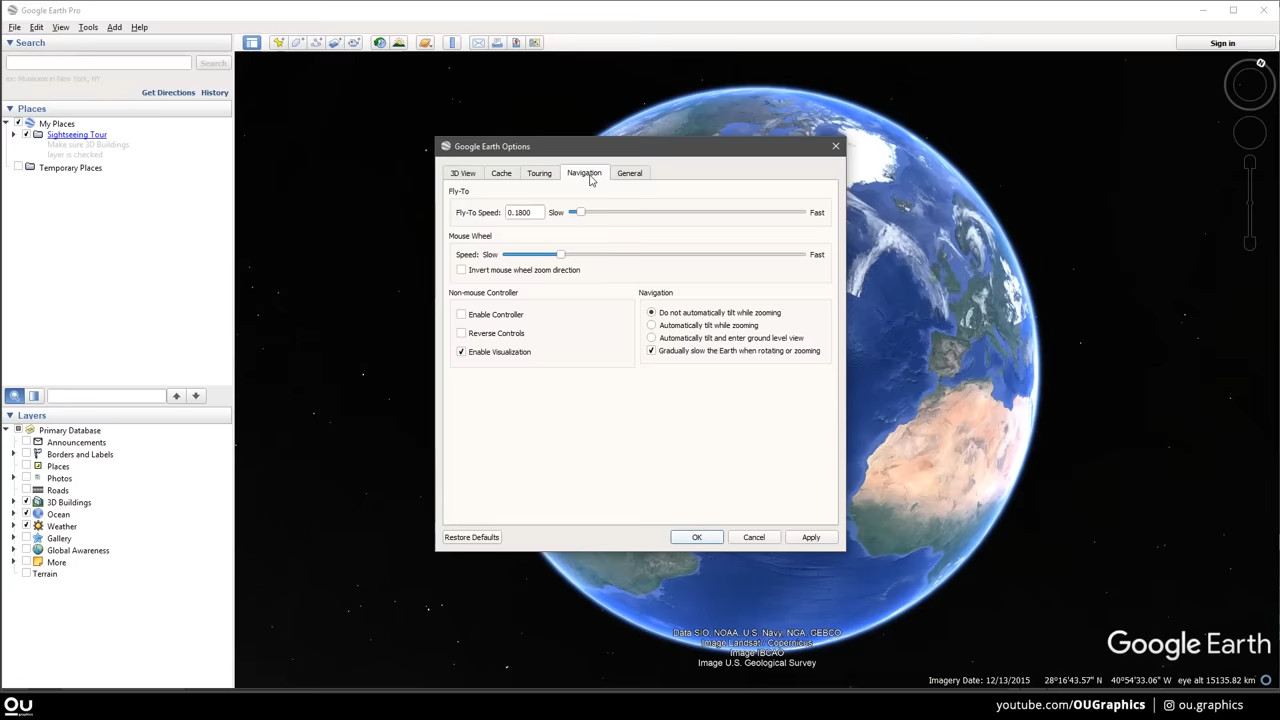 Google Earth Pro
File Edit View Tools Add Help
Search
Sign in
Search
ex: Museums in New York, NY
Get Directions History
Places
My Places
Sightseeing Tour
Make sure 3D Buildings
layer is checked
Temporary Places
Layers
Primary Database
Announcements
Borders and Labels
Places
Photos
Roads
3D Buildings
Ocean
Weather
Gallery
Global Awareness
More
Terrain
Google Earth Options
3D View Cache Touring Navigation General
Fly-To
Fly-To Speed: 0.1800 Slow Fast
Mouse Wheel
Speed: Slow Fast
Invert mouse wheel zoom direction
Non-mouse Controller
Enable Controller
Reverse Controls
Enable Visualization
Navigation
Do not automatically tilt while zooming
Automatically tilt while zooming
Automatically tilt and enter ground level view
Gradually slow the Earth when rotating or zooming
Restore Defaults OK Cancel Apply
N
Data SIO, NOAA, U.S. Navy, NGA, GEBCO
Image Landsat / Copernicus
Image IBCAO
Image U.S. Geological Survey
Google Earth
Imagery Date: 12/13/2015 28°16'43.57" N 40°54'33.06" W eye alt 15135.82 km
OU
graphics
youtube.com/OUGraphics ou.graphics